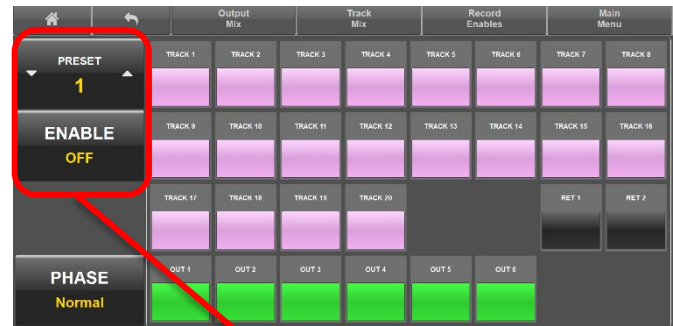 Output Mix
Track Mix
Record Enables
Main Menu
PRESET
1
ENABLE
OFF
PHASE
Normal
TRACK 1 TRACK 2 TRACK 3 TRACK 4 TRACK 5 TRACK 6 TRACK 7 TRACK 8
TRACK 9 TRACK 10 TRACK 11 TRACK 12 TRACK 13 TRACK 14 TRACK 15 TRACK 16
TRACK 17 TRACK 18 TRACK 19 TRACK 20 RET 1 RET 2
OUT 1 OUT 2 OUT 3 OUT 4 OUT 5 OUT 6